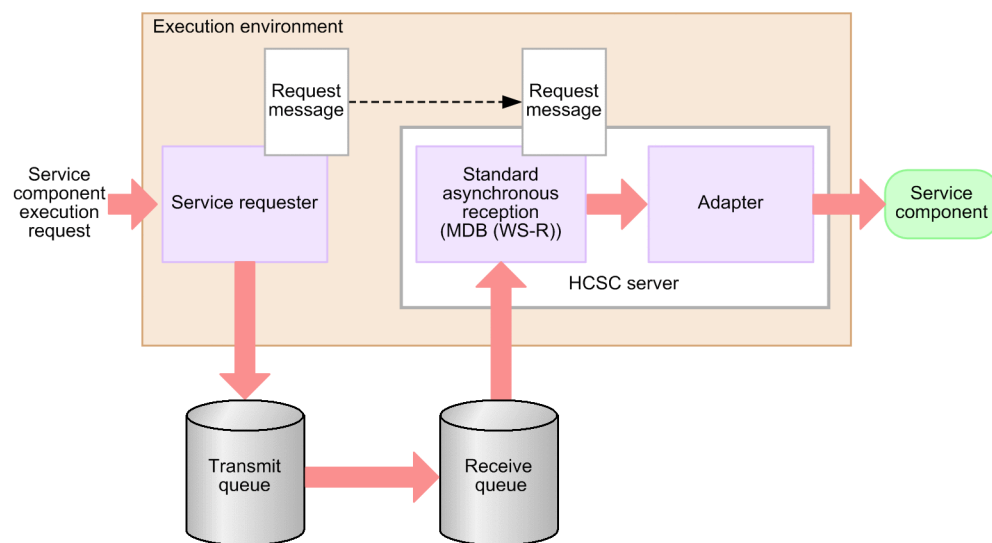 Execution environment
Request
message
Request
message
Service
component
execution
request
Service requester
Standard
asynchronous
reception
(MDB (WS-R))
Adapter
Service
component
HCSC server
Transmit
queue
Receive
queue